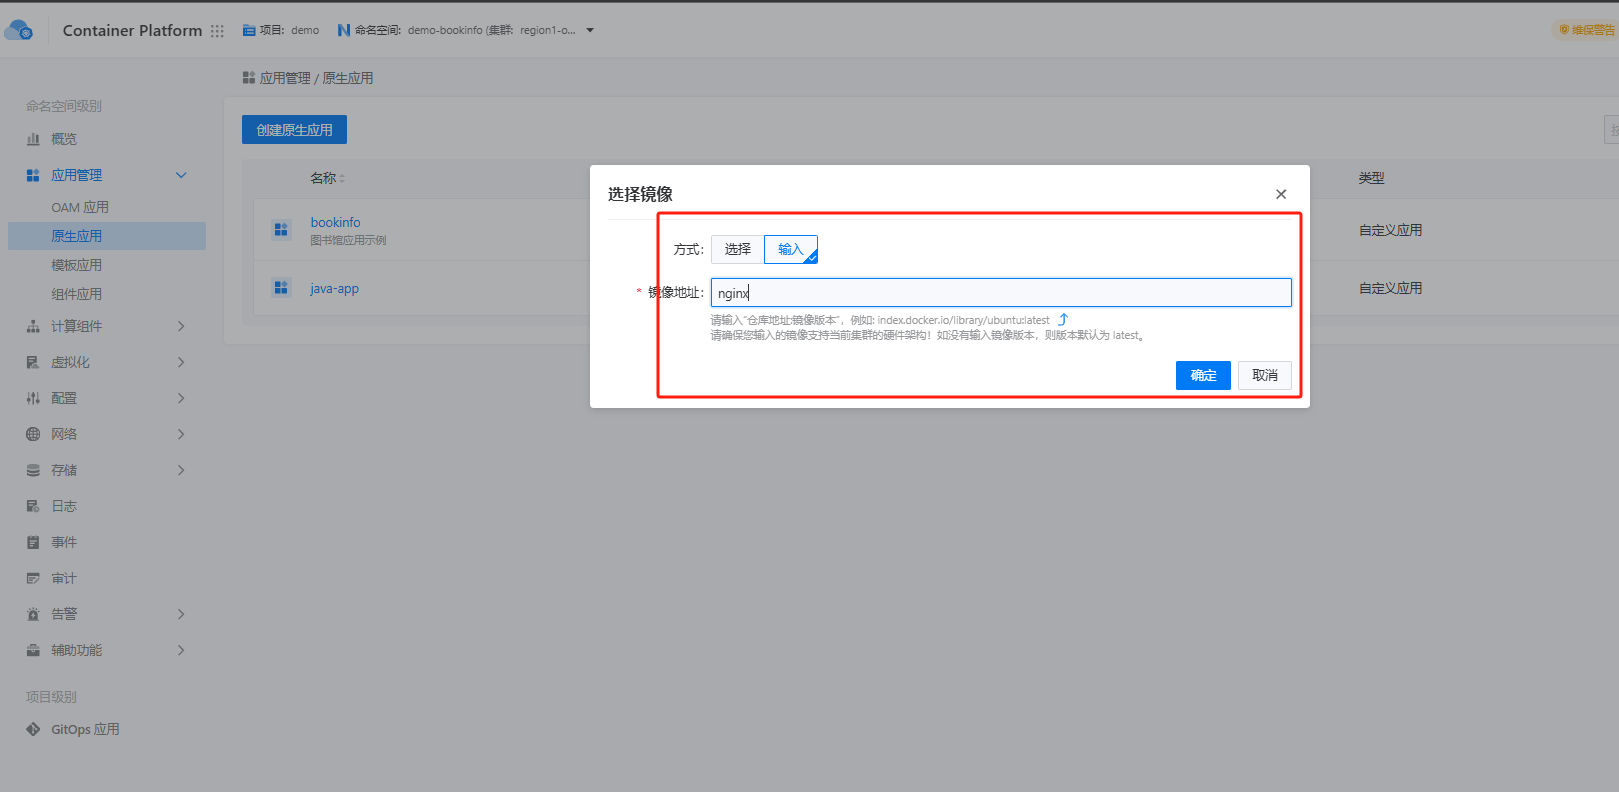 Container Platform
项目: demo
命名空间: demo-bookinfo (集群: region1-o...
维保警告
应用管理 / 原生应用
命名空间级别
概览
应用管理
OAM 应用
原生应用
模板应用
组件应用
计算组件
虚拟化
配置
网络
存储
日志
事件
审计
告警
辅助功能
项目级别
GitOps 应用
创建原生应用
名称
类型
bookinfo
图书馆应用示例
自定义应用
java-app
自定义应用
选择镜像
方式:
选择
输入
* 镜像地址:
nginx
请输入“仓库地址:镜像版本”，例如: index.docker.io/library/ubuntu:latest
请确保您输入的镜像支持当前集群的硬件架构！如没有输入镜像版本，则版本默认为 latest。
确定
取消